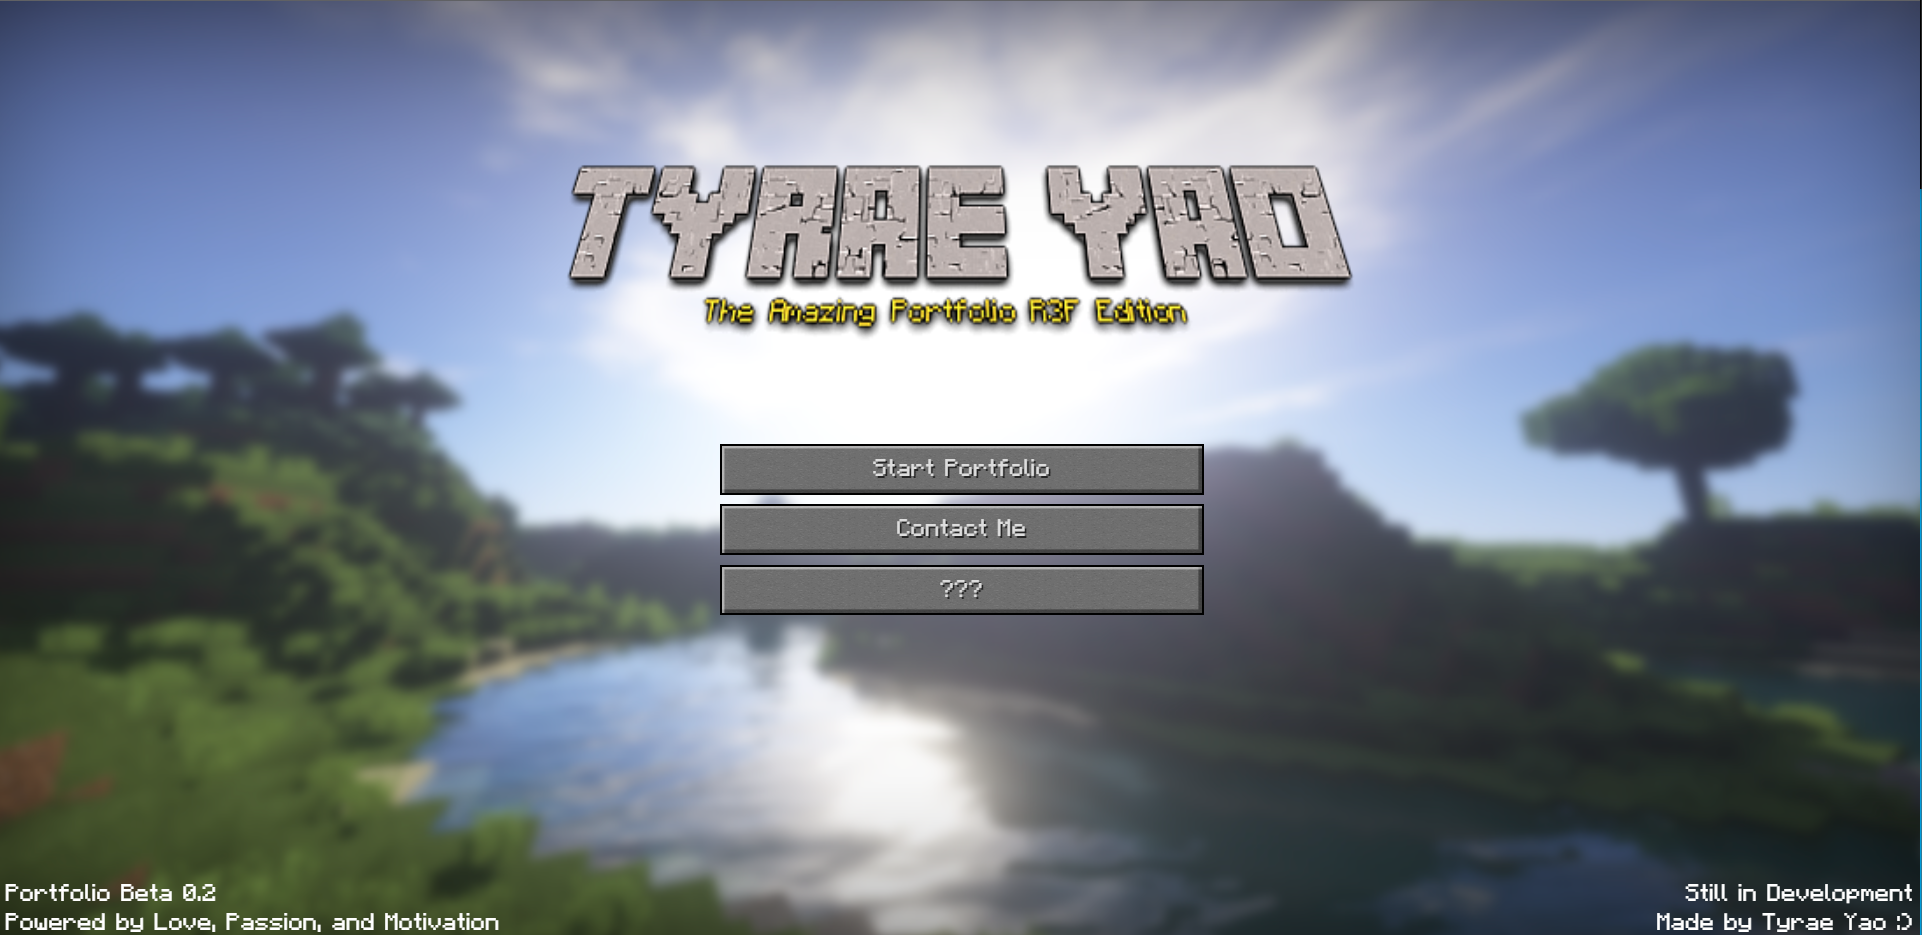 TYRAE YAO
The Amazing Portfolio R3F Edition
Start Portfolio
Contact Me
???
Portfolio Beta 0.2
Powered by Love, Passion, and Motivation
Still in Development
Made by Tyrae Yao :D